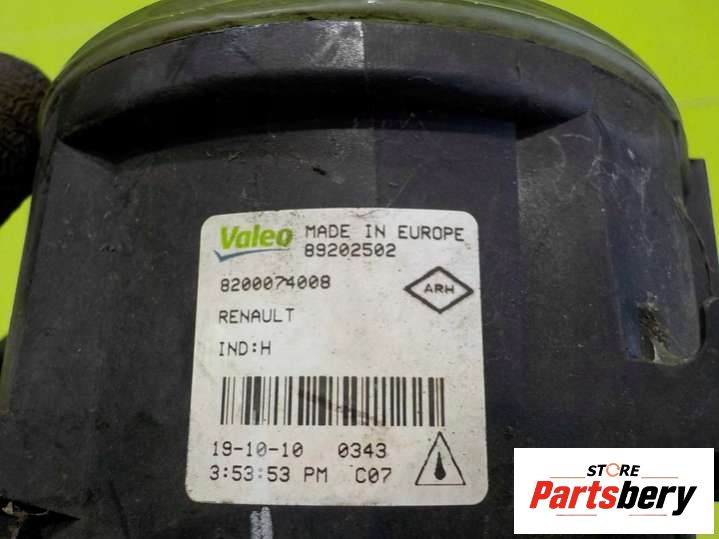 Valeo MADE IN EUROPE
89202502
8200074008
ARH
RENAULT
IND:H
19-10-10 0343
3:53:53 PM C07
STORE
Partsbery